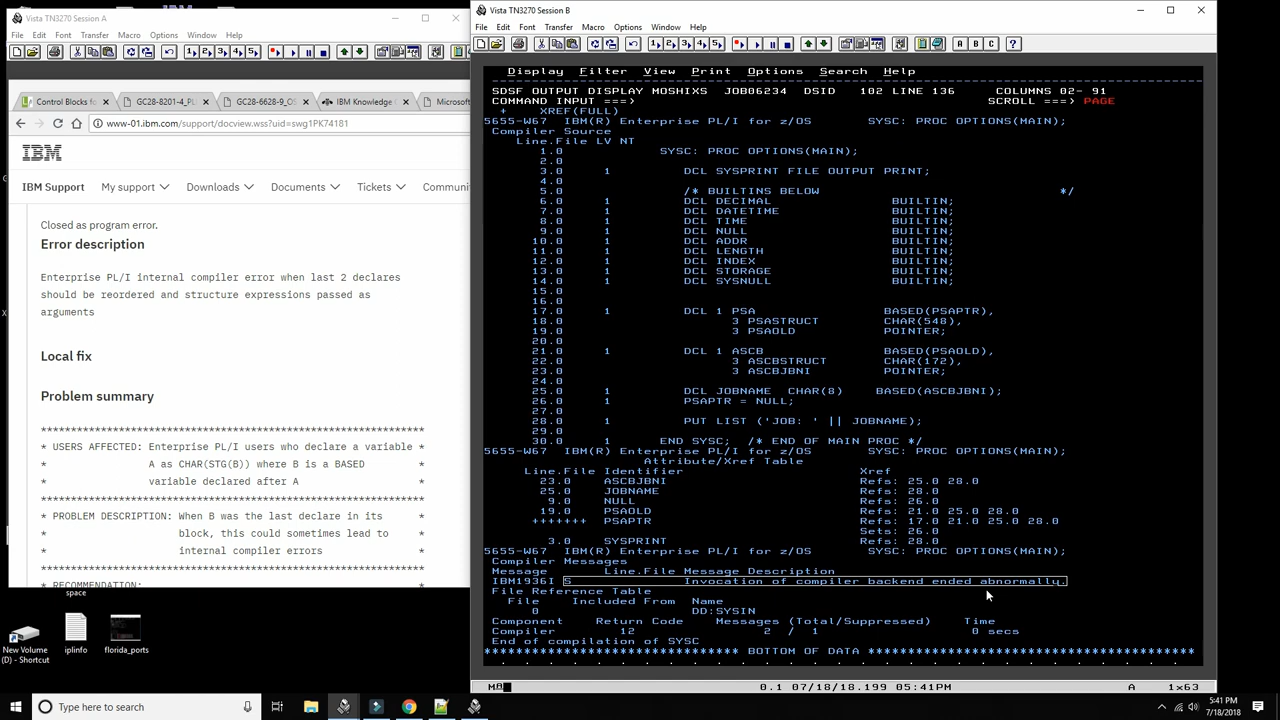 Vista TN3270 Session A
File Edit Font Transfer Macro Options Window Help
Control Blocks for
GC28-8201-4_PL
GC28-6628-9_OS
IBM Knowledge
Microsoft
www-01.ibm.com/support/docview.wss?uid=swg1PK74181
IBM
IBM Support My support Downloads Documents Tickets Commun
Closed as program error.
Error description
Enterprise PL/I internal compiler error when last 2 declares
should be reordered and structure expressions passed as
arguments
Local fix
Problem summary
****************************************************************
* USERS AFFECTED: Enterprise PL/I users who declare a variable *
* A as CHAR(STG(B)) where B is a BASED
* variable declared after A
****************************************************************
* PROBLEM DESCRIPTION: When B was the last declare in its *
* block, this could sometimes lead to
* internal compiler errors
****************************************************************
* RECOMMENDATION:
Vista TN3270 Session B
File Edit Font Transfer Macro Options Window Help
A B C ?
Display Filter View Print Options Search Help
SDSF OUTPUT DISPLAY MOSHIXS JOB06234 DSID 102 LINE 136 COLUMNS 02- 91
COMMAND INPUT ===> SCROLL ===> PAGE
+ XREF(FULL)
5655-W67 IBM(R) Enterprise PL/I for z/OS SYSC: PROC OPTIONS(MAIN);
Compiler Source
Line.File LV NT
1.0 SYSC: PROC OPTIONS(MAIN);
2.0
3.0 1 DCL SYSPRINT FILE OUTPUT PRINT;
4.0
5.0 /* BUILTINS BELOW */
6.0 1 DCL DECIMAL BUILTIN;
7.0 1 DCL DATETIME BUILTIN;
8.0 1 DCL TIME BUILTIN;
9.0 1 DCL NULL BUILTIN;
10.0 1 DCL ADDR BUILTIN;
11.0 1 DCL LENGTH BUILTIN;
12.0 1 DCL INDEX BUILTIN;
13.0 1 DCL STORAGE BUILTIN;
14.0 1 DCL SYSNULL BUILTIN;
15.0
16.0
17.0 1 DCL 1 PSA BASED(PSAPTR),
18.0 3 PSASTRUCT CHAR(548),
19.0 3 PSAOLD POINTER;
20.0
21.0 1 DCL 1 ASCB BASED(PSAOLD),
22.0 3 ASCBSTRUCT CHAR(172),
23.0 3 ASCBJBNI POINTER;
24.0
25.0 1 DCL JOBNAME CHAR(8) BASED(ASCBJBNI);
26.0 1 PSAPTR = NULL;
27.0
28.0 1 PUT LIST ('JOB: ' || JOBNAME);
29.0
30.0 1 END SYSC; /* END OF MAIN PROC */
5655-W67 IBM(R) Enterprise PL/I for z/OS SYSC: PROC OPTIONS(MAIN);
Attribute/Xref Table
Line.File Identifier Xref
23.0 ASCBJBNI Refs: 25.0 28.0
25.0 JOBNAME Refs: 28.0
9.0 NULL Refs: 26.0
19.0 PSAOLD Refs: 21.0 25.0 28.0
+++++++ PSAPTR Refs: 17.0 21.0 25.0 28.0
Sets: 26.0
3.0 SYSPRINT Refs: 28.0
5655-W67 IBM(R) Enterprise PL/I for z/OS SYSC: PROC OPTIONS(MAIN);
Compiler Messages
Message Line.File Message Description
IBM1936I S Invocation of compiler backend ended abnormally.
File Reference Table
File Included From Name
0 DD:SYSIN
Component Return Code Messages (Total/Suppressed) Time
Compiler 12 2 / 1 0 secs
End of compilation of SYSC
****************************** BOTTOM OF DATA ******************************
MA 0.1 07/18/18.199 05:41PM A 1x63
space
New Volume
(D) - Shortcut
iplinfo
florida_ports
Type here to search
5:41 PM
7/18/2018